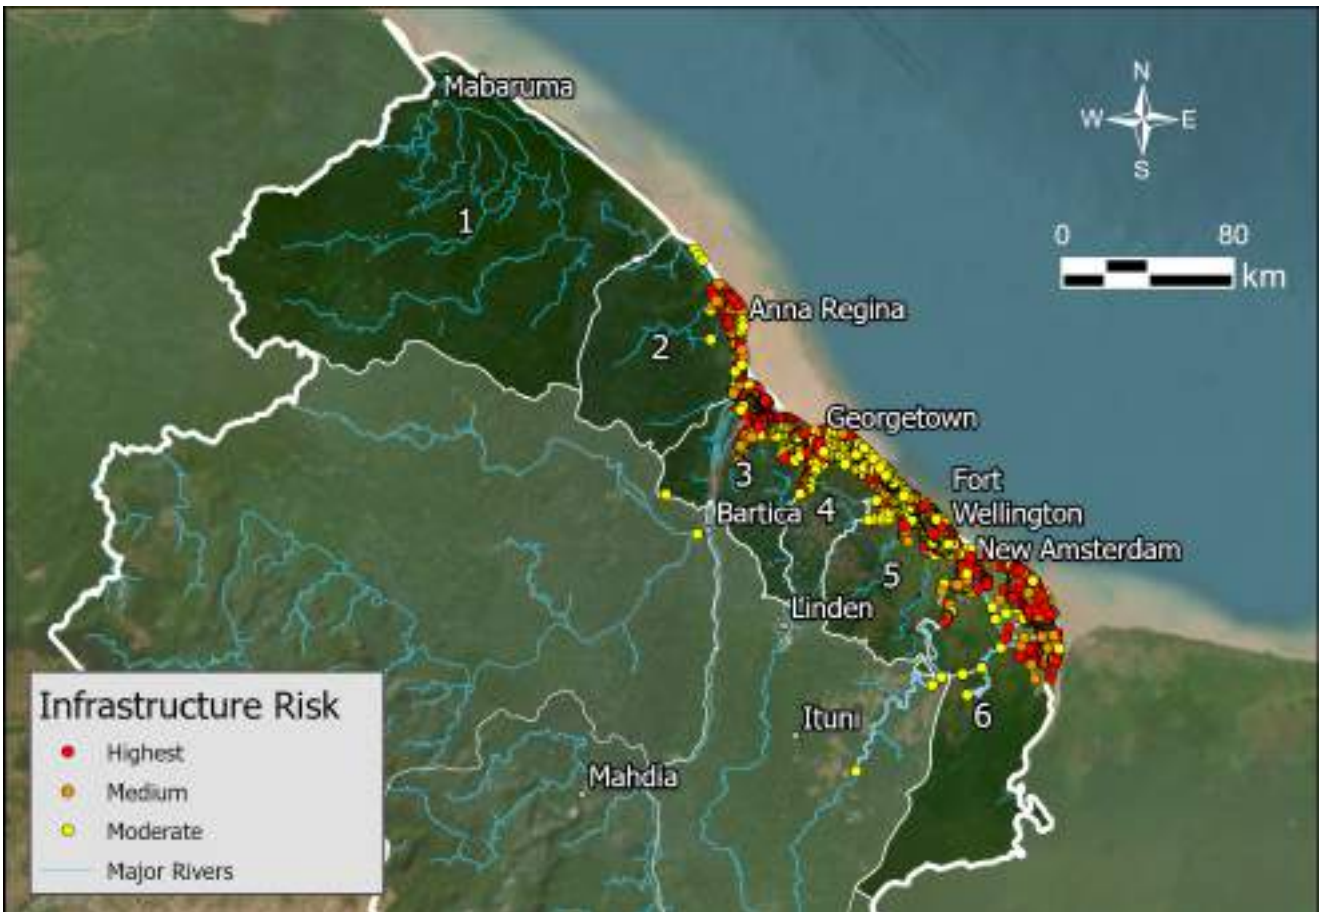 Mabaruma
N
W E
S
1
0 80
km
Anna Regina
2
Georgetown
3
Fort
Wellington
Bartica
4
New Amsterdam
5
Linden
Infrastructure Risk
Highest
Medium
Moderate
Major Rivers
Ituni
6
Mahdia